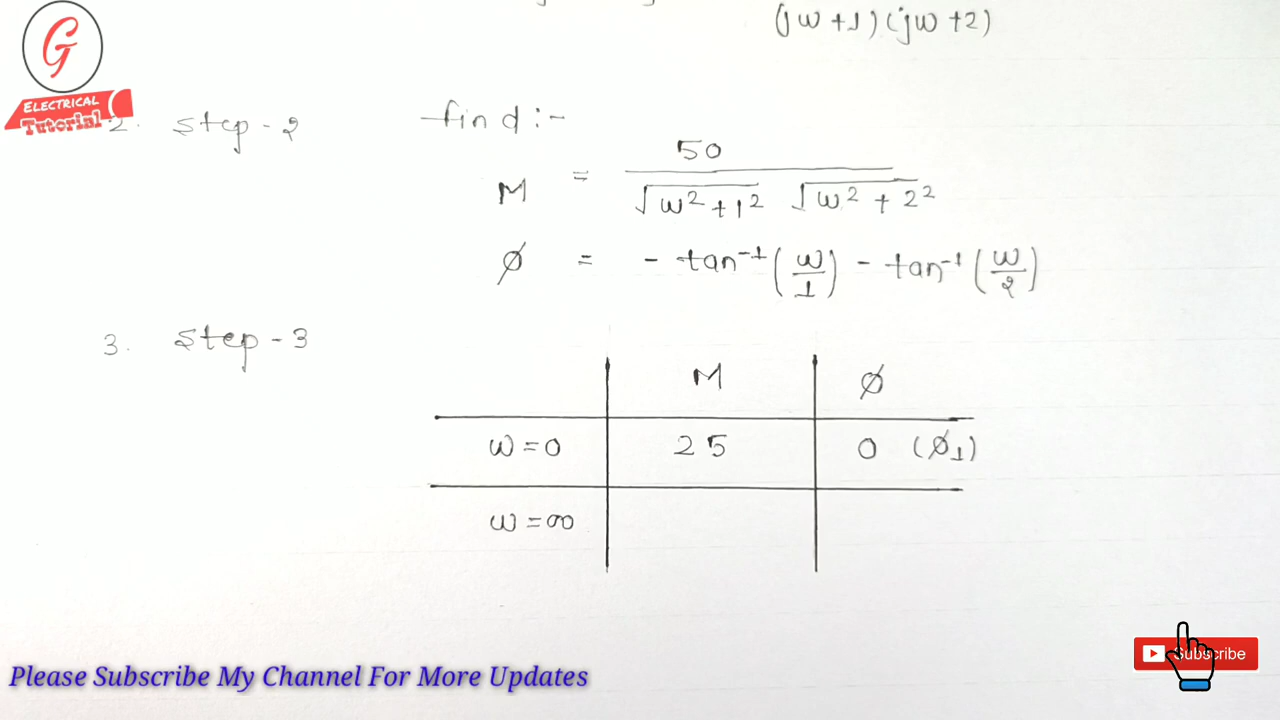 (jω+1)(jω+2)
G
ELECTRICAL
Tutorial
2. Step-2 find :-
M = 50 / √ω²+1² √ω²+2²
Ø = - tan⁻¹(ω/1) - tan⁻¹(ω/2)
3. Step-3
M Ø
ω=0 25 0 (Ø1)
ω=∞
Subscribe
Please Subscribe My Channel For More Updates